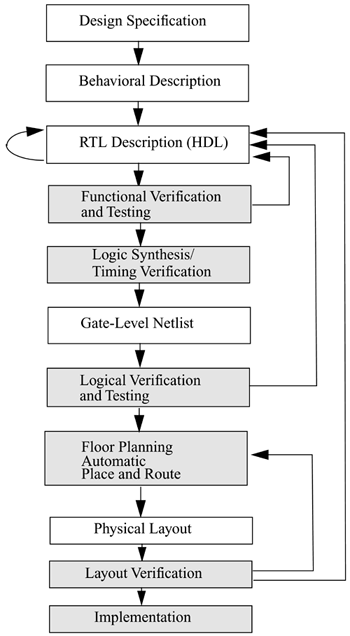 Design Specification
Behavioral Description
RTL Description (HDL)
Functional Verification
and Testing
Logic Synthesis/
Timing Verification
Gate-Level Netlist
Logical Verification
and Testing
Floor Planning
Automatic
Place and Route
Physical Layout
Layout Verification
Implementation